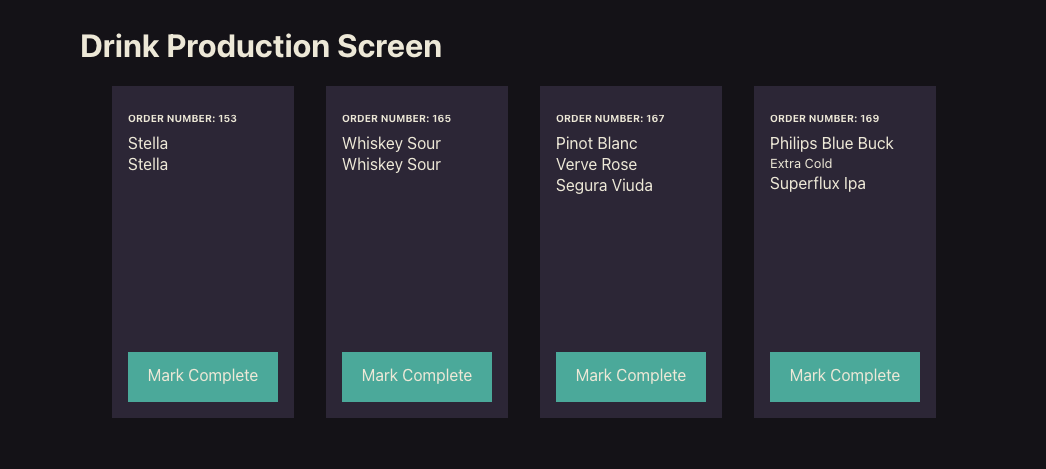 Drink Production Screen
ORDER NUMBER: 153
Stella
Stella
Mark Complete
ORDER NUMBER: 165
Whiskey Sour
Whiskey Sour
Mark Complete
ORDER NUMBER: 167
Pinot Blanc
Verve Rose
Segura Viuda
Mark Complete
ORDER NUMBER: 169
Philips Blue Buck
Extra Cold
Superflux Ipa
Mark Complete